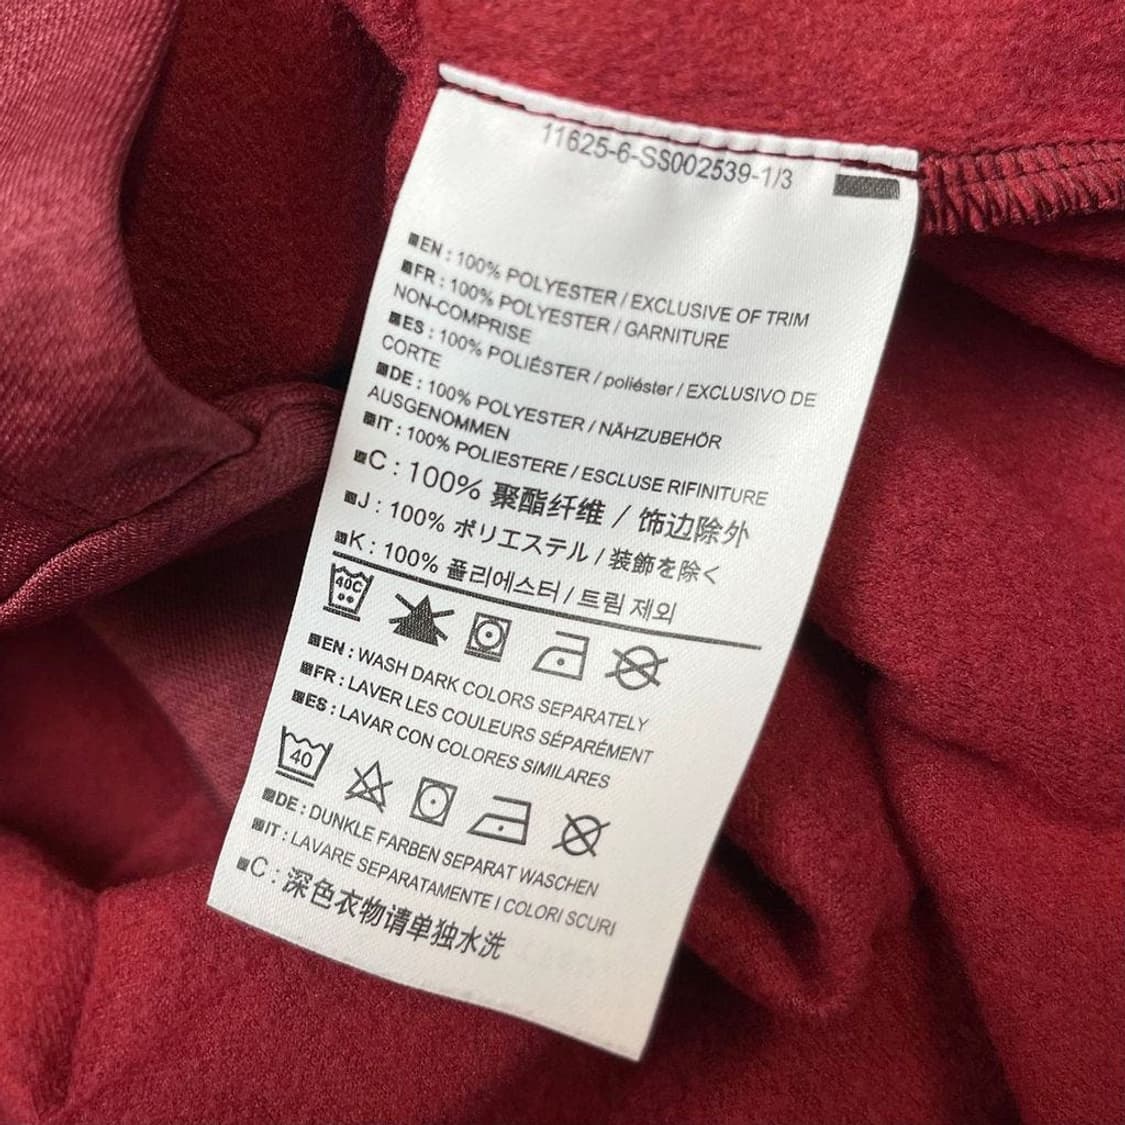 11625-6-SS002539-1/3
EN : 100% POLYESTER / EXCLUSIVE OF TRIM
FR : 100% POLYESTER / GARNITURE
NON-COMPRISE
ES : 100% POLIÉSTER / poliéster / EXCLUSIVO DE
CORTE
DE : 100% POLYESTER / NÄHZUBEHÖR
AUSGENOMMEN
IT : 100% POLIESTERE / ESCLUSE RIFINITURE
C : 100% 聚酯纤维 / 饰边除外
J : 100% ポリエステル / 装飾を除く
K : 100% 폴리에스터 / 트림 제외
40C
EN : WASH DARK COLORS SEPARATELY
FR : LAVER LES COULEURS SÉPARÉMENT
ES : LAVAR CON COLORES SIMILARES
40
DE : DUNKLE FARBEN SEPARAT WASCHEN
IT : LAVARE SEPARATAMENTE I COLORI SCURI
C : 深色衣物请单独水洗